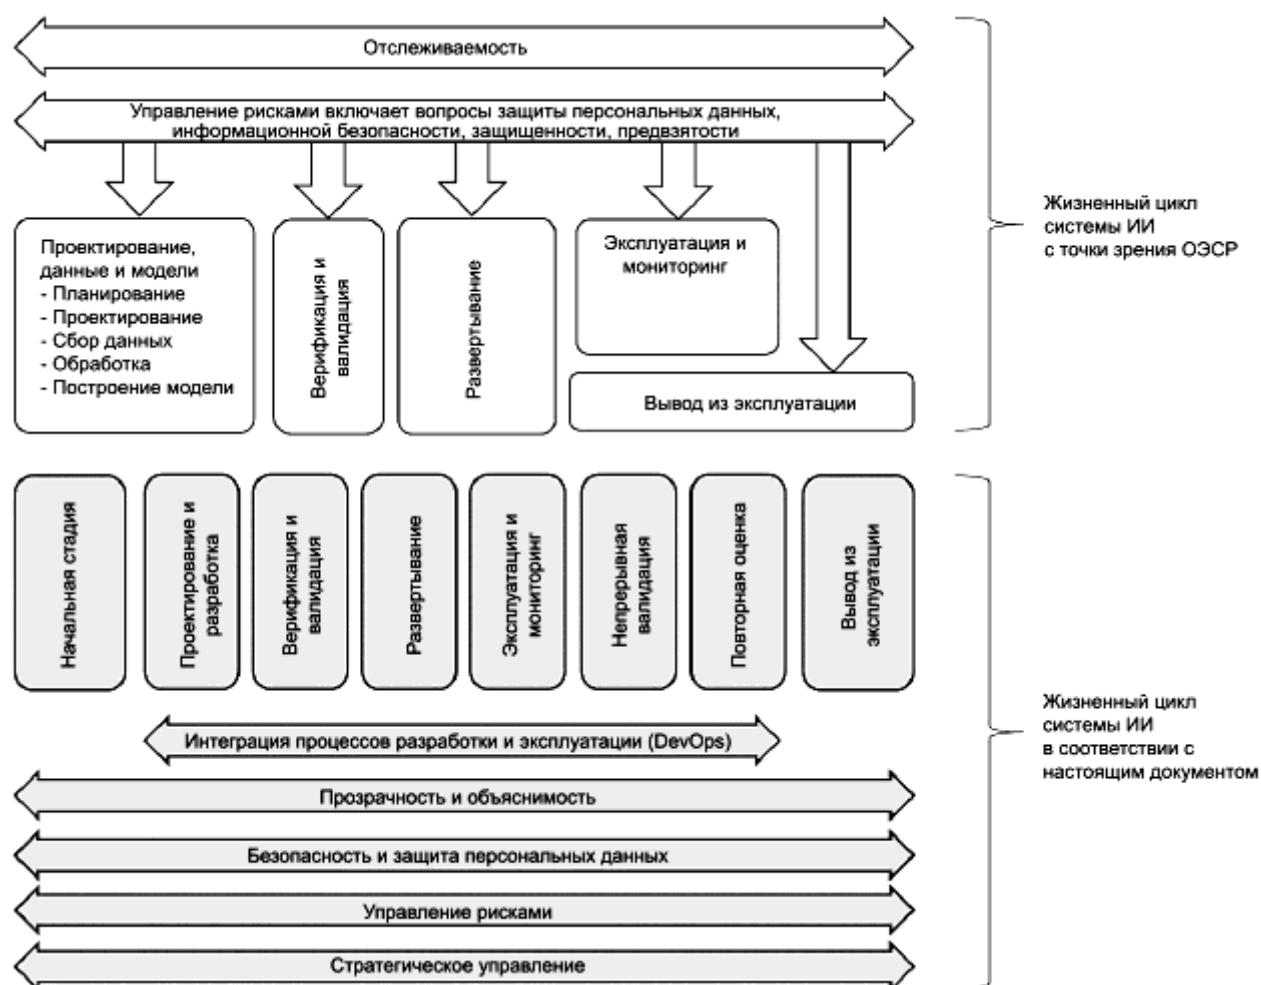 Отслеживаемость
Управление рисками включает вопросы защиты персональных данных,
информационной безопасности, защищенности, предвзятости
Проектирование,
данные и модели
- Планирование
- Проектирование
- Сбор данных
- Обработка
- Построение модели
Верификация и
валидация
Развертывание
Эксплуатация и
мониторинг
Вывод из эксплуатации
Жизненный цикл
системы ИИ
с точки зрения ОЭСР
Начальная стадия
Проектирование и
разработка
Верификация и
валидация
Развертывание
Эксплуатация и
мониторинг
Непрерывная
валидация
Повторная оценка
Вывод из
эксплуатации
Интеграция процессов разработки и эксплуатации (DevOps)
Прозрачность и объяснимость
Безопасность и защита персональных данных
Управление рисками
Стратегическое управление
Жизненный цикл
системы ИИ
в соответствии с
настоящим документом